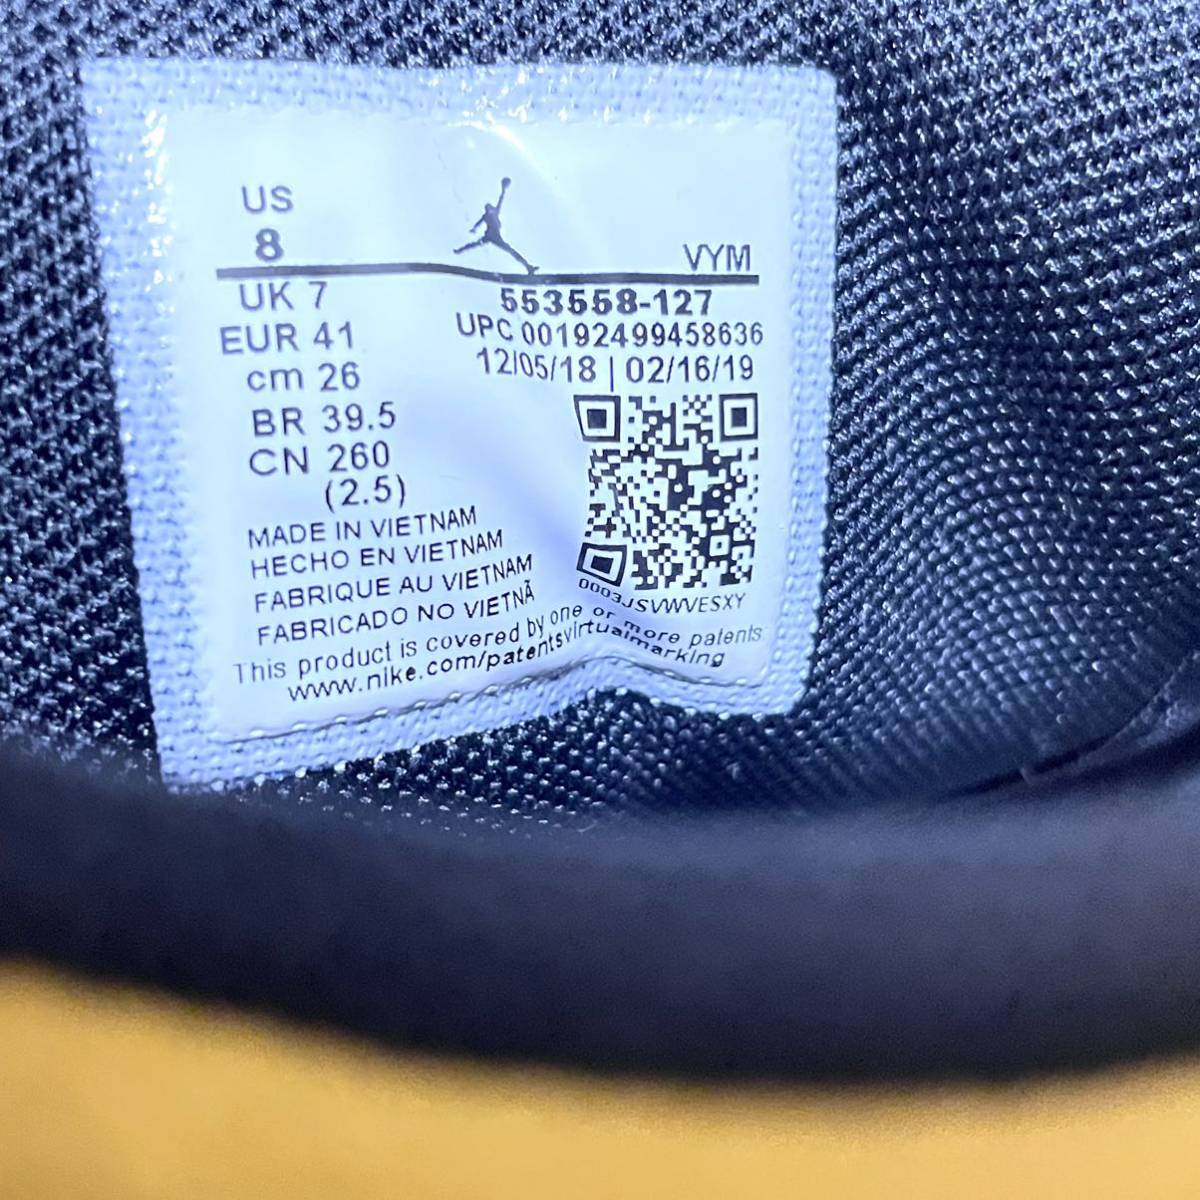 US
8
VYM
UK 7
EUR 41
cm 26
BR 39.5
CN 260
(2.5)
553558-127
UPC 00192499458636
12/05/18 | 02/16/19
0003JSVWVESXY
MADE IN VIETNAM
HECHO EN VIETNAM
FABRIQUE AU VIETNAM
FABRICADO NO VIETNÃ
This product is covered by one or more patents
www.nike.com/patentsvirtualmarking